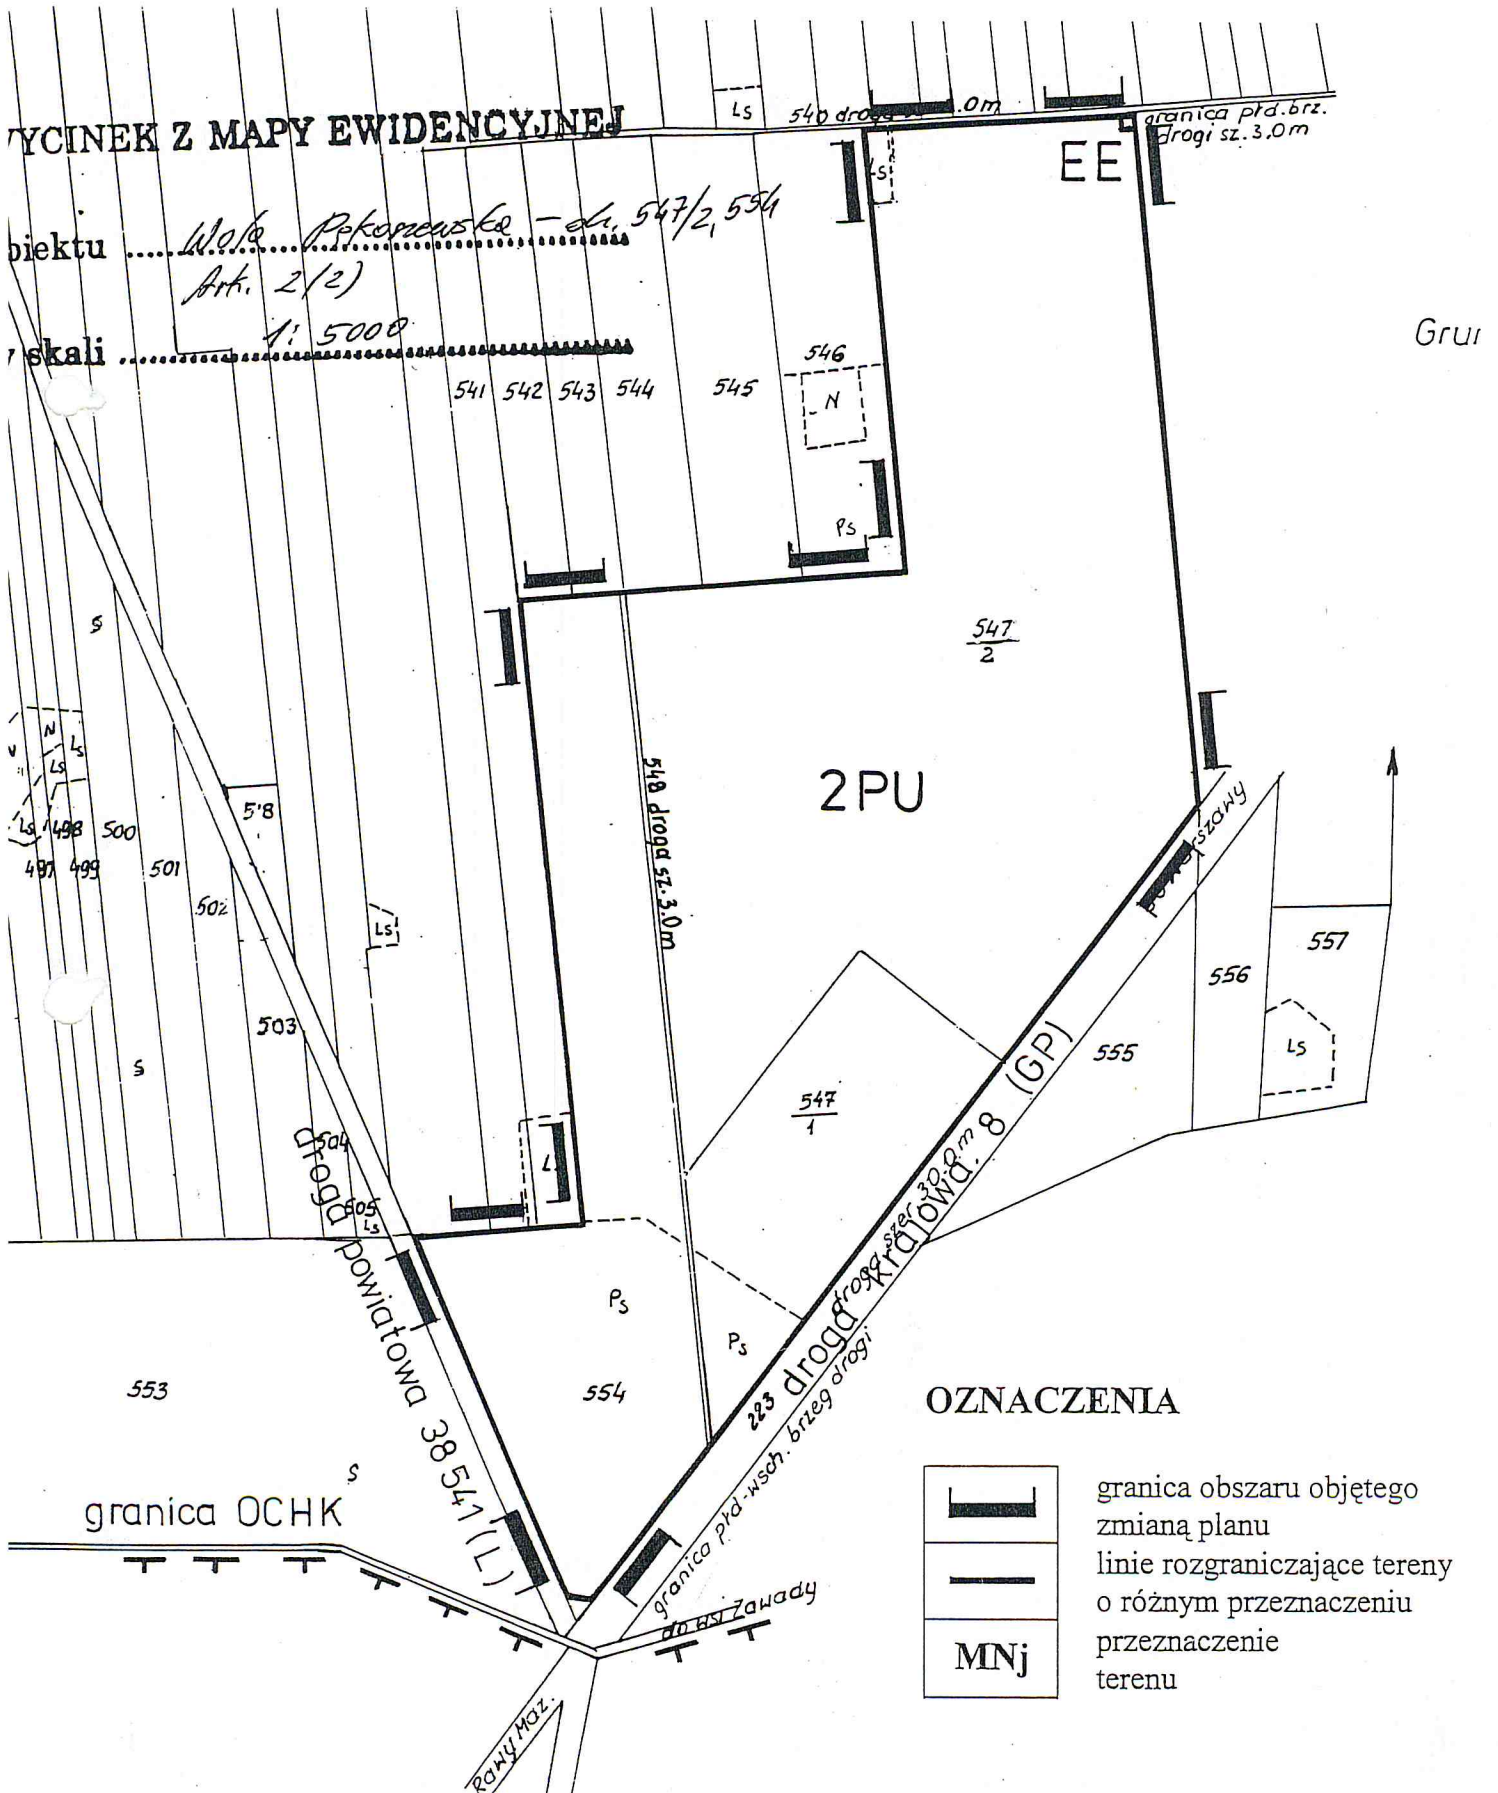 Ls
540 droga
.0m
granica płd.brz.
drogi sz.3.0m
YCINEK Z MAPY EWIDENCYJNEJ
EE
Ls
biektu
Wola Pękoszewska – dz. 547/2, 554
Ark. 2(2)
skali
1: 5000
Grun
541
542
543
544
545
546
N
Ps
547
2
S
2PU
548 droga sz.3.0m
N
N
Ls
Ls
Ls
498
500
497
499
501
502
5'8
Ls
503
S
504
505
Ls
L
547
1
555
556
557
Ls
droga powiatowa 38541 (L)
droga szer 30.0m
223
droga krajowa. 8 (GP)
granica płd-wsch. brzeg drogi
Ps
Ps
553
554
S
granica OCHK
do wsi Zawady
Rawy Maz.
OZNACZENIA
granica obszaru objętego
zmianą planu
linie rozgraniczające tereny
o różnym przeznaczeniu
MNj
przeznaczenie
terenu